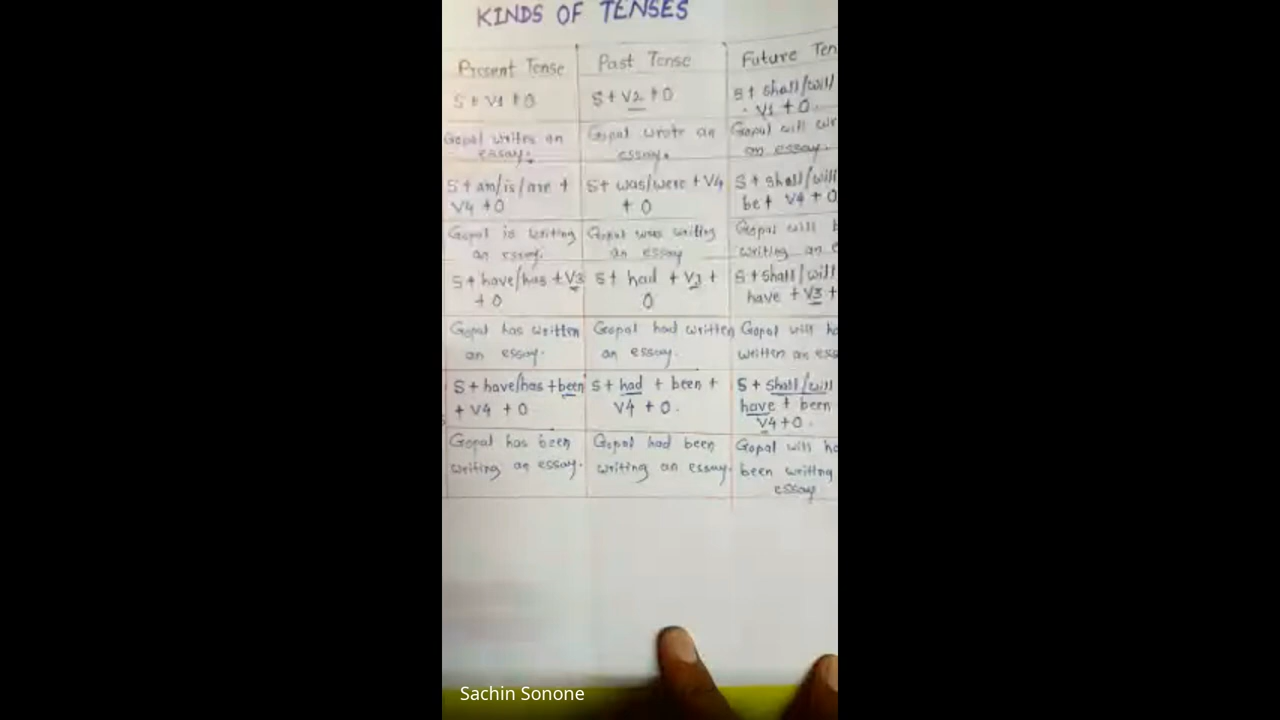 KINDS OF TENSES
Present Tense
Past Tense
Future Ten
S + V1 + O
S + V2 + O
S + shall/will/
V1 + O.
Gopal writes an
essay.
Gopal wrote an
essay.
Gopal will wr
an essay.
S + am/is/are +
V4 + O
S + was/were + V4
+ O
S + shall/will
be + V4 + O
Gopal is writing
an essay.
Gopal was writing
an essay
Gopal will b
writing an e
S + have/has + V3
+ O
S + had + V3 +
O
S + shall/will
have + V3 +
Gopal has written
an essay.
Gopal had written
an essay.
Gopal will ha
written an ess
S + have/has + been
+ V4 + O
S + had + been +
V4 + O.
S + shall/will
have + been
V4 + O.
Gopal has been
writing an essay.
Gopal had been
writing an essay.
Gopal will ha
been writing
essay
Sachin Sonone